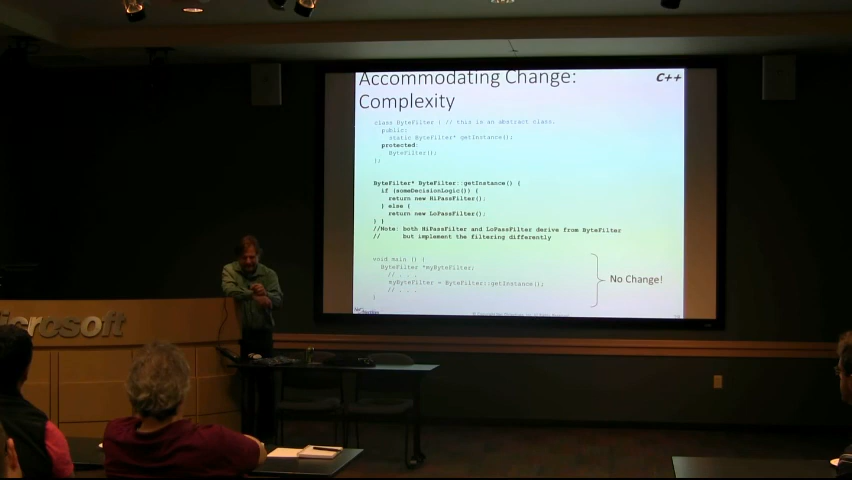 Accommodating Change:
Complexity
C++
class ByteFilter { // this is an abstract class.
public:
static ByteFilter* getInstance();
protected:
ByteFilter();
};
ByteFilter* ByteFilter::getInstance() {
if (someDecisionLogic()) {
return new HiPassFilter();
} else {
return new LoPassFilter();
} }
//Note: both HiPassFilter and LoPassFilter derive from ByteFilter
// but implement the filtering differently
void main () {
ByteFilter *myByteFilter;
// . . .
myByteFilter = ByteFilter::getInstance();
// . . .
}
No Change!
icrosoft